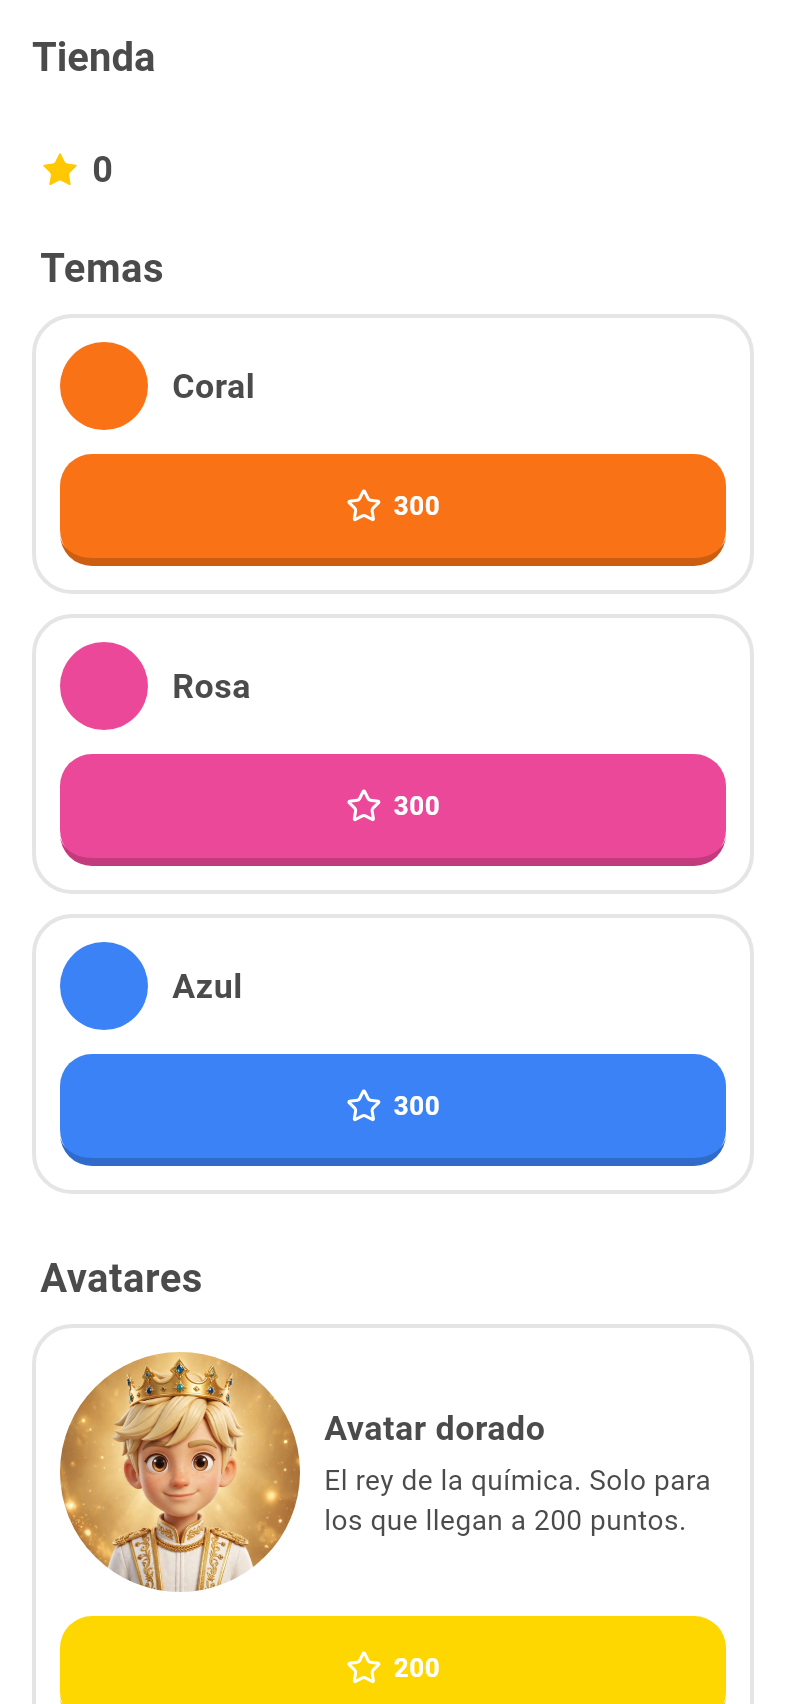 Tienda
0
Temas
Coral
300
Rosa
300
Azul
300
Avatares
Avatar dorado
El rey de la química. Solo para
los que llegan a 200 puntos.
200